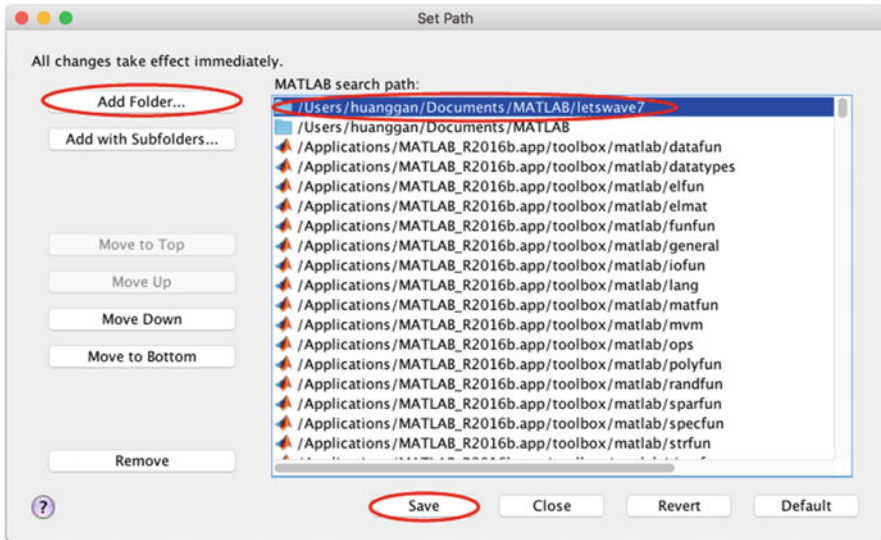 Set Path
All changes take effect immediately.
Add Folder...
Add with Subfolders...
Move to Top
Move Up
Move Down
Move to Bottom
Remove
MATLAB search path:
/Users/huanggan/Documents/MATLAB/letswave7
/Users/huanggan/Documents/MATLAB
/Applications/MATLAB_R2016b.app/toolbox/matlab/datafun
/Applications/MATLAB_R2016b.app/toolbox/matlab/datatypes
/Applications/MATLAB_R2016b.app/toolbox/matlab/elfun
/Applications/MATLAB_R2016b.app/toolbox/matlab/elmat
/Applications/MATLAB_R2016b.app/toolbox/matlab/funfun
/Applications/MATLAB_R2016b.app/toolbox/matlab/general
/Applications/MATLAB_R2016b.app/toolbox/matlab/iofun
/Applications/MATLAB_R2016b.app/toolbox/matlab/lang
/Applications/MATLAB_R2016b.app/toolbox/matlab/matfun
/Applications/MATLAB_R2016b.app/toolbox/matlab/mvm
/Applications/MATLAB_R2016b.app/toolbox/matlab/ops
/Applications/MATLAB_R2016b.app/toolbox/matlab/polyfun
/Applications/MATLAB_R2016b.app/toolbox/matlab/randfun
/Applications/MATLAB_R2016b.app/toolbox/matlab/sparfun
/Applications/MATLAB_R2016b.app/toolbox/matlab/specfun
/Applications/MATLAB_R2016b.app/toolbox/matlab/strfun
?
Save
Close
Revert
Default